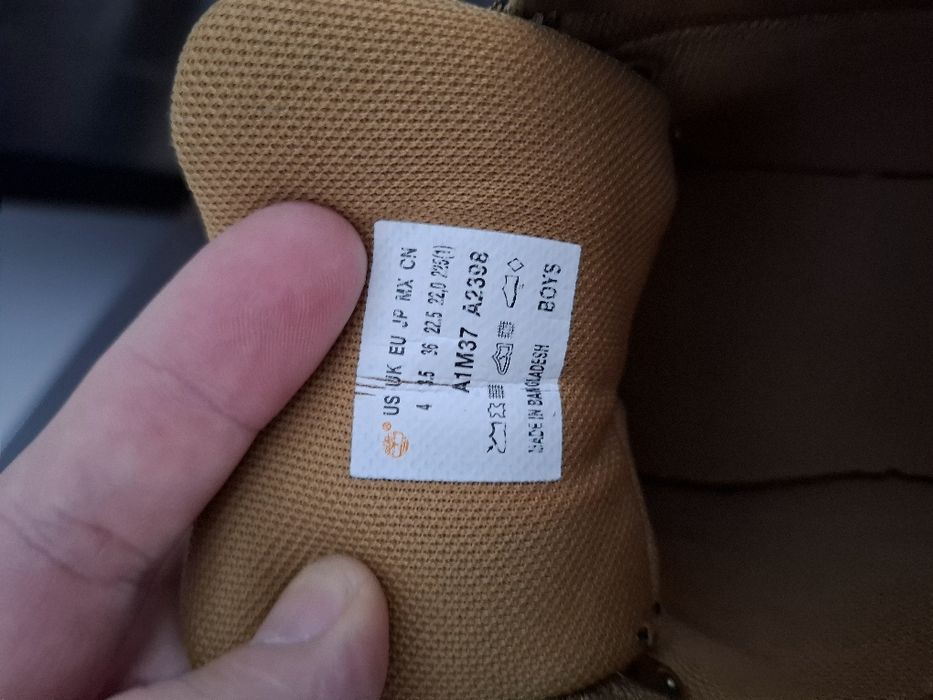 US UK EU JP MX CN
4 3.5 36 22.5 22.0 225(1)
A1M37 A2398
MADE IN BANGLADESH BOYS